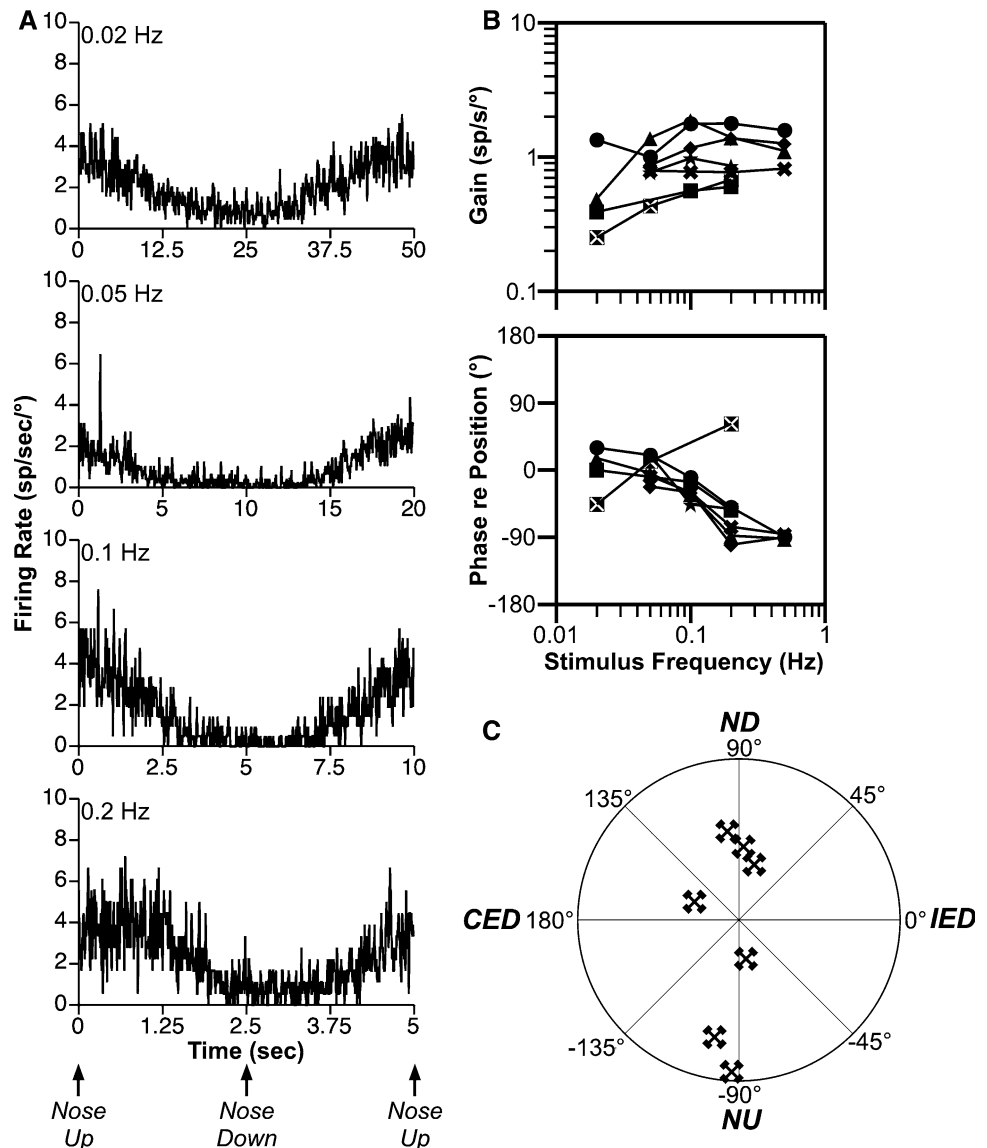 A
10
0.02 Hz
8
6
4
2
0
0 12.5 25 37.5 50
10
0.05 Hz
8
6
4
2
0
0 5 10 15 20
10
0.1 Hz
8
6
4
2
0
0 2.5 5 7.5 10
10
0.2 Hz
8
6
4
2
0
0 1.25 2.5 3.75 5
Firing Rate (sp/sec/°)
Time (sec)
Nose Nose Nose
Up Down Up
B
10
1
0.1
Gain (sp/s/°)
180
90
0
-90
-180
Phase re Position (°)
0.01 0.1 1
Stimulus Frequency (Hz)
C
ND
90°
135° 45°
CED 180° 0° IED
-135° -45°
-90°
NU